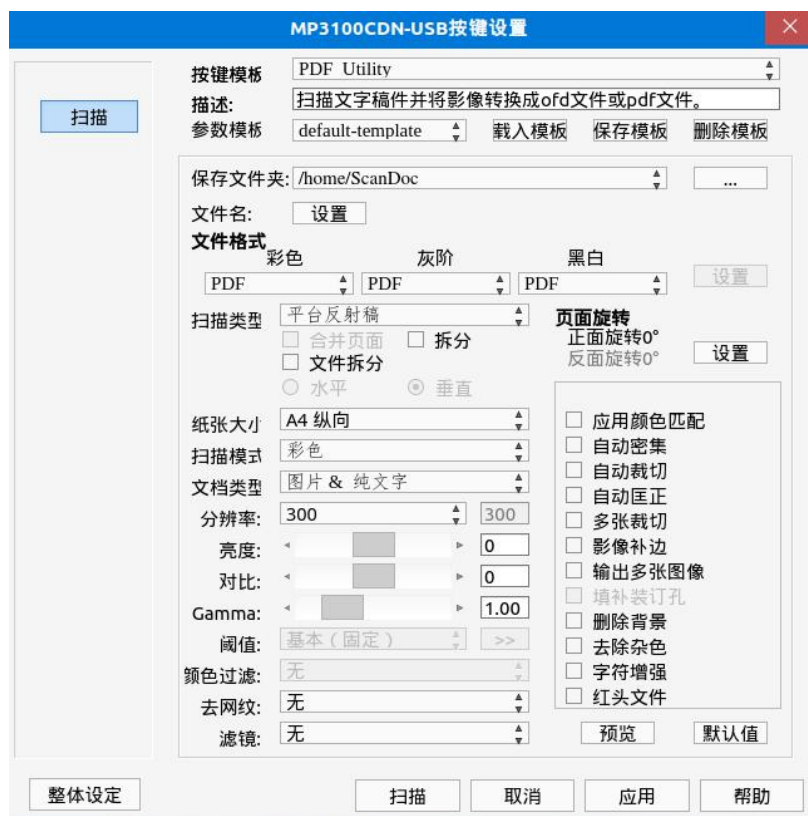 MP3100CDN-USB按键设置
扫描
按键模板 PDF Utility
描述: 扫描文字稿件并将影像转换成ofd文件或pdf文件。
参数模板 default-template 载入模板 保存模板 删除模板
保存文件夹: /home/ScanDoc ...
文件名: 设置
文件格式
彩色 灰阶 黑白
PDF PDF PDF 设置
扫描类型 平台反射稿
合并页面 拆分
文件拆分
水平 垂直
页面旋转
正面旋转0°
反面旋转0° 设置
纸张大小 A4 纵向
扫描模式 彩色
文档类型 图片 & 纯文字
分辨率: 300 300
亮度: 0
对比: 0
Gamma: 1.00
阈值: 基本（固定） >>
颜色过滤: 无
去网纹: 无
滤镜: 无
应用颜色匹配
自动密集
自动裁切
自动匡正
多张裁切
影像补边
输出多张图像
填补装订孔
删除背景
去除杂色
字符增强
红头文件
预览 默认值
整体设定 扫描 取消 应用 帮助